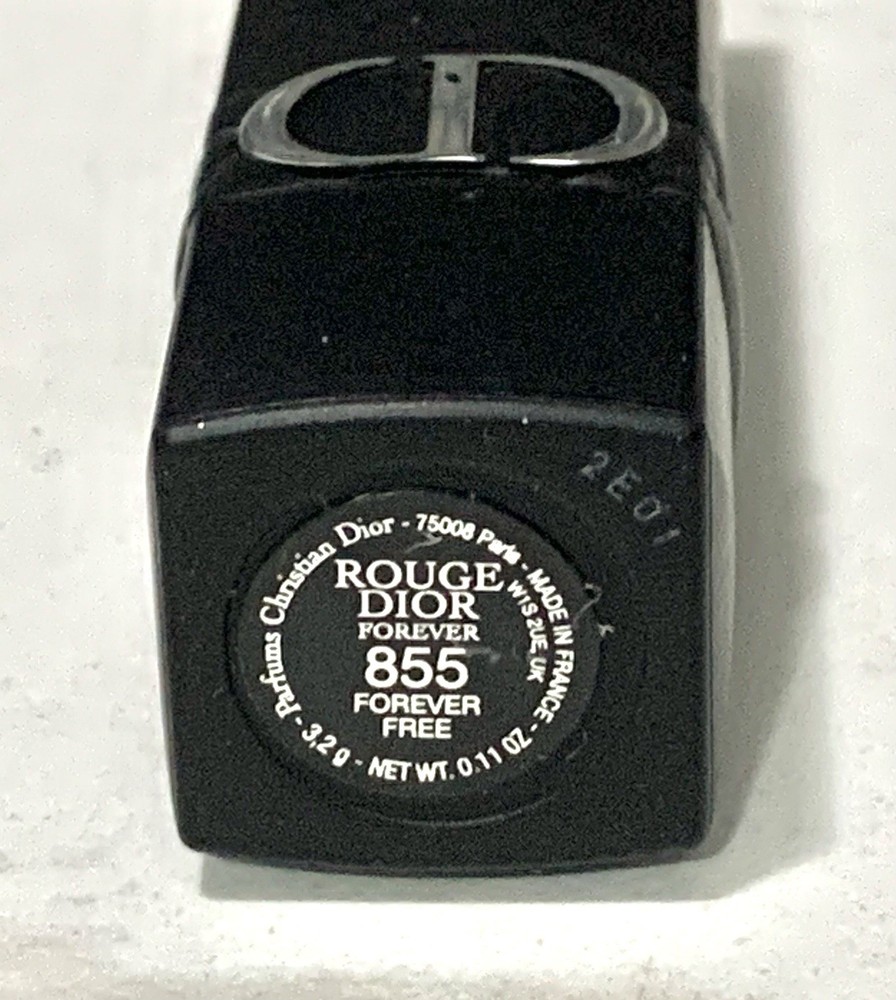 CD
2E01
Parfums Christian Dior - 75008 Paris - MADE IN FRANCE - 3,2 g - NET WT. 0.11 OZ -
W1S 2UE, UK
ROUGE
DIOR
FOREVER
855
FOREVER
FREE